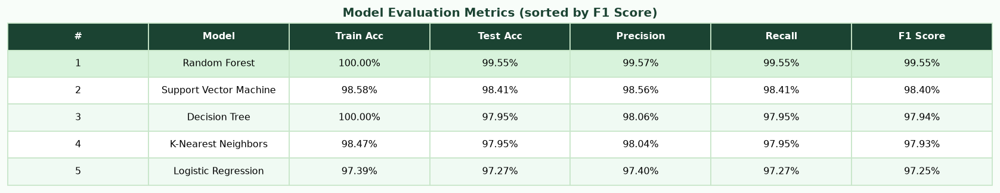 Model Evaluation Metrics (sorted by F1 Score)
# Model Train Acc Test Acc Precision Recall F1 Score
1 Random Forest 100.00% 99.55% 99.57% 99.55% 99.55%
2 Support Vector Machine 98.58% 98.41% 98.56% 98.41% 98.40%
3 Decision Tree 100.00% 97.95% 98.06% 97.95% 97.94%
4 K-Nearest Neighbors 98.47% 97.95% 98.04% 97.95% 97.93%
5 Logistic Regression 97.39% 97.27% 97.40% 97.27% 97.25%